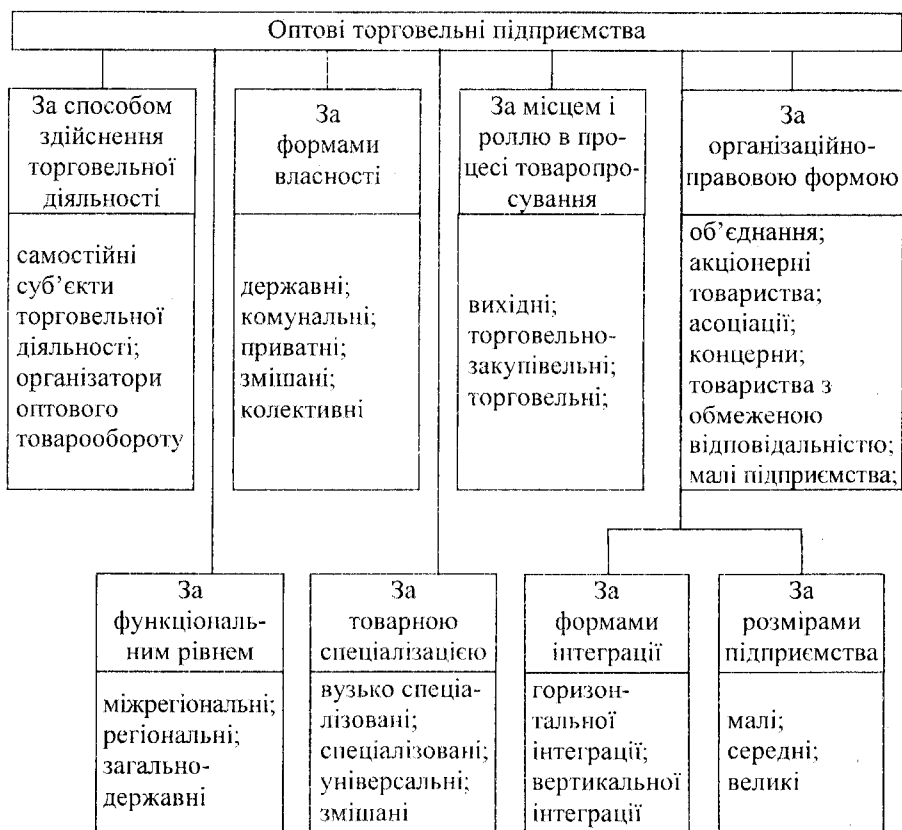 Оптові торговельні підприємства
За способом
здійснення
торговельної
діяльності
самостійні
суб’єкти
торговельної
діяльності;
організатори
оптового
товарообороту
За
формами
власності
державні;
комунальні;
приватні;
змішані;
колективні
За місцем і
роллю в про-
цесі товаропро-
сування
вихідні;
торговельно-
закупівельні;
торговельні;
За
організаційно-
правовою формою
об’єднання;
акціонерні
товариства;
асоціації;
концерни;
товариства з
обмеженою
відповідальністю;
малі підприємства;
За
функціональ-
ним рівнем
міжрегіональні;
регіональні;
загально-
державні
За
товарною
спеціалізацією
вузько спеціа-
лізовані;
спеціалізовані;
універсальні;
змішані
За
формами
інтеграції
горизон-
тальної
інтеграції;
вертикальної
інтеграції
За
розмірами
підприємства
малі;
середні;
великі